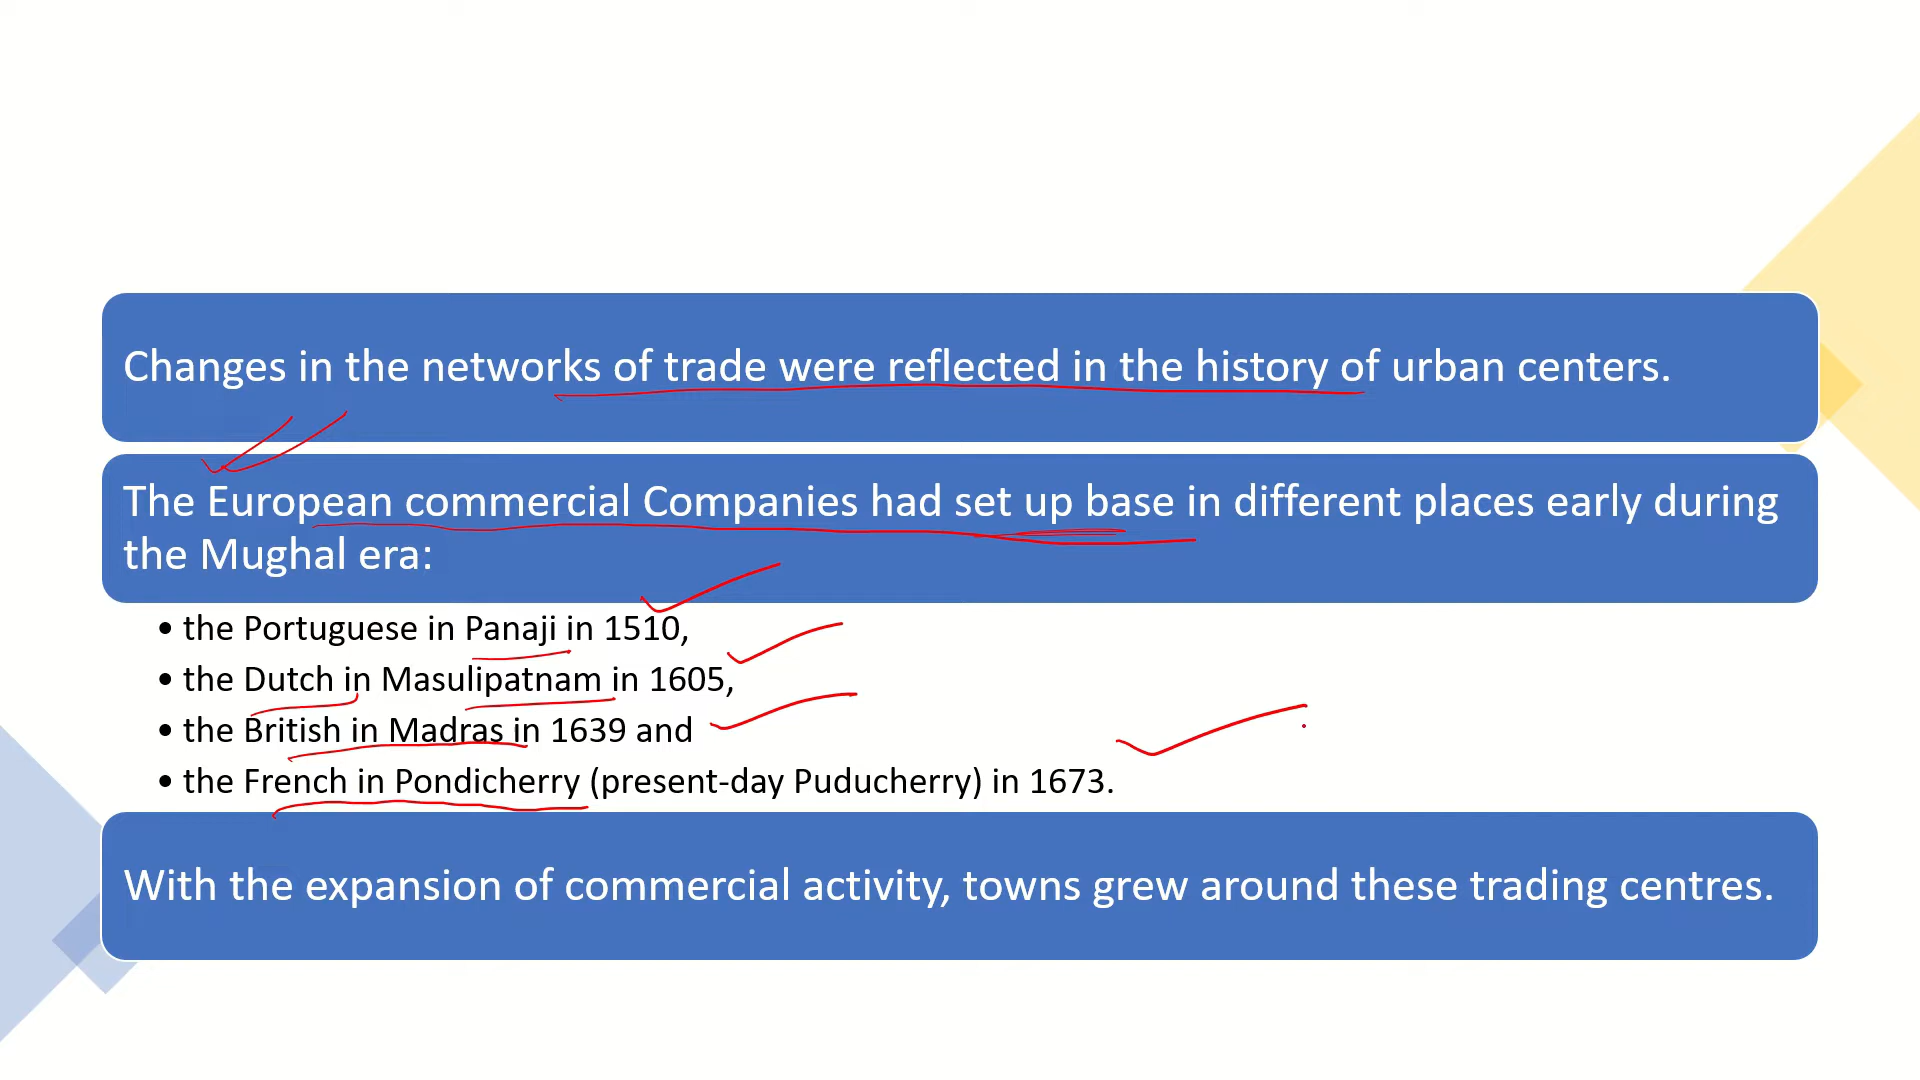 Changes in the networks of trade were reflected in the history of urban centers.
The European commercial Companies had set up base in different places early during
the Mughal era:
• the Portuguese in Panaji in 1510,
• the Dutch in Masulipatnam in 1605,
• the British in Madras in 1639 and
• the French in Pondicherry (present-day Puducherry) in 1673.
With the expansion of commercial activity, towns grew around these trading centres.